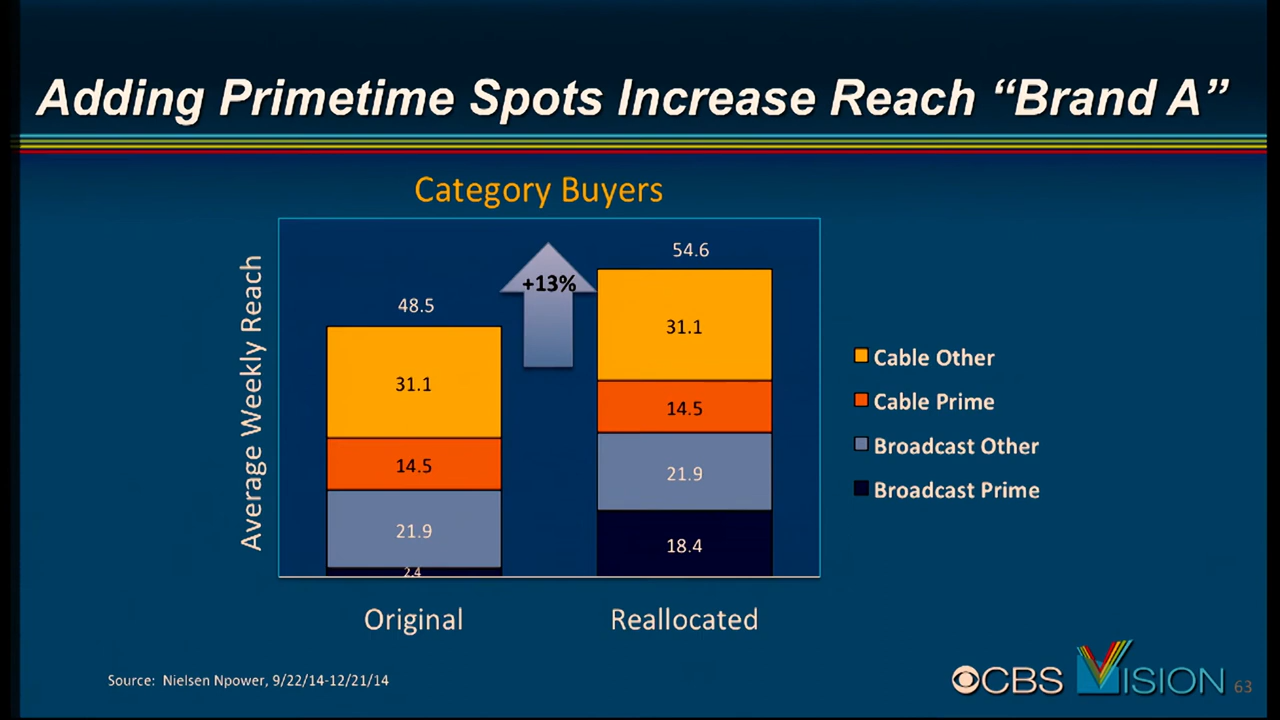 Adding Primetime Spots Increase Reach “Brand A”
Category Buyers
Average Weekly Reach
48.5
+13%
54.6
31.1
31.1
14.5
14.5
21.9
21.9
2.4
18.4
Original
Reallocated
Cable Other
Cable Prime
Broadcast Other
Broadcast Prime
Source: Nielsen Npower, 9/22/14-12/21/14
CBS VISION
63